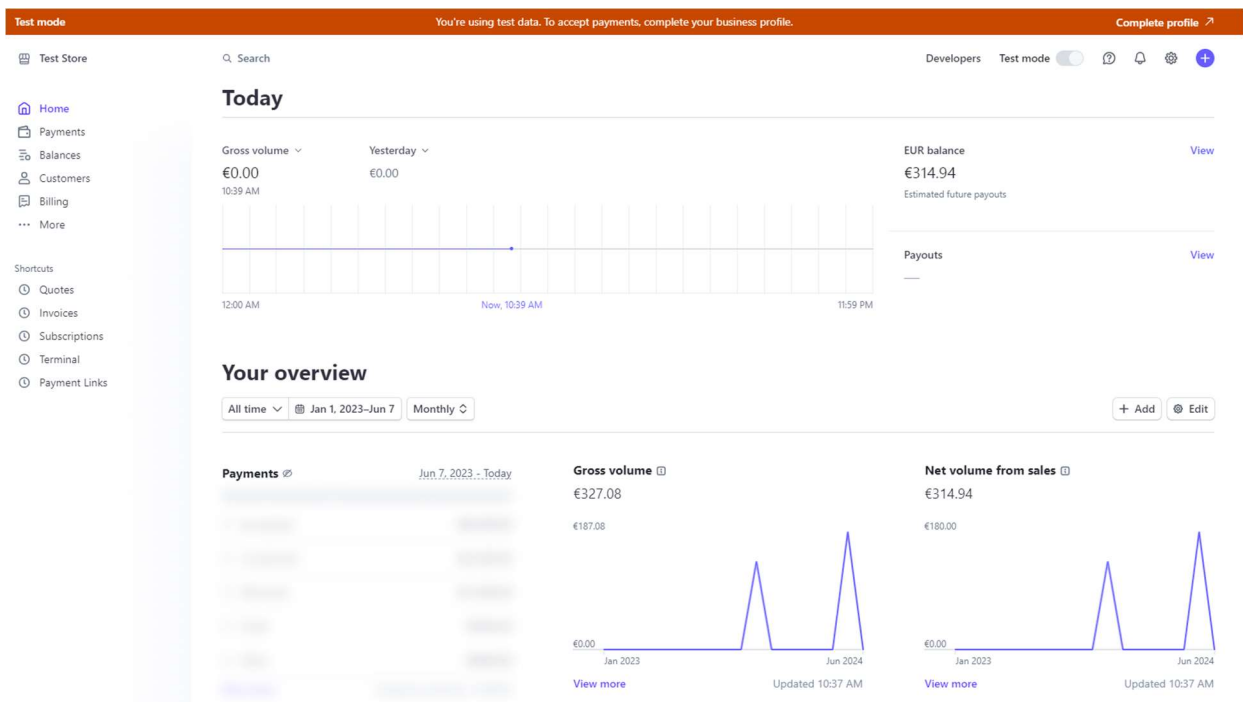 Test mode
You're using test data. To accept payments, complete your business profile.
Complete profile
Test Store
Search
Developers
Test mode
Home
Payments
Balances
Customers
Billing
More
Shortcuts
Quotes
Invoices
Subscriptions
Terminal
Payment Links
Today
Gross volume
€0.00
10:39 AM
Yesterday
€0.00
12:00 AM
Now, 10:39 AM
11:59 PM
EUR balance
View
€314.94
Estimated future payouts
Payouts
View
—
Your overview
All time
Jan 1, 2023–Jun 7
Monthly
+ Add
Edit
Payments
Jun 7, 2023 - Today
Gross volume
€327.08
€187.08
€0.00
Jan 2023
Jun 2024
View more
Updated 10:37 AM
Net volume from sales
€314.94
€180.00
€0.00
Jan 2023
Jun 2024
View more
Updated 10:37 AM